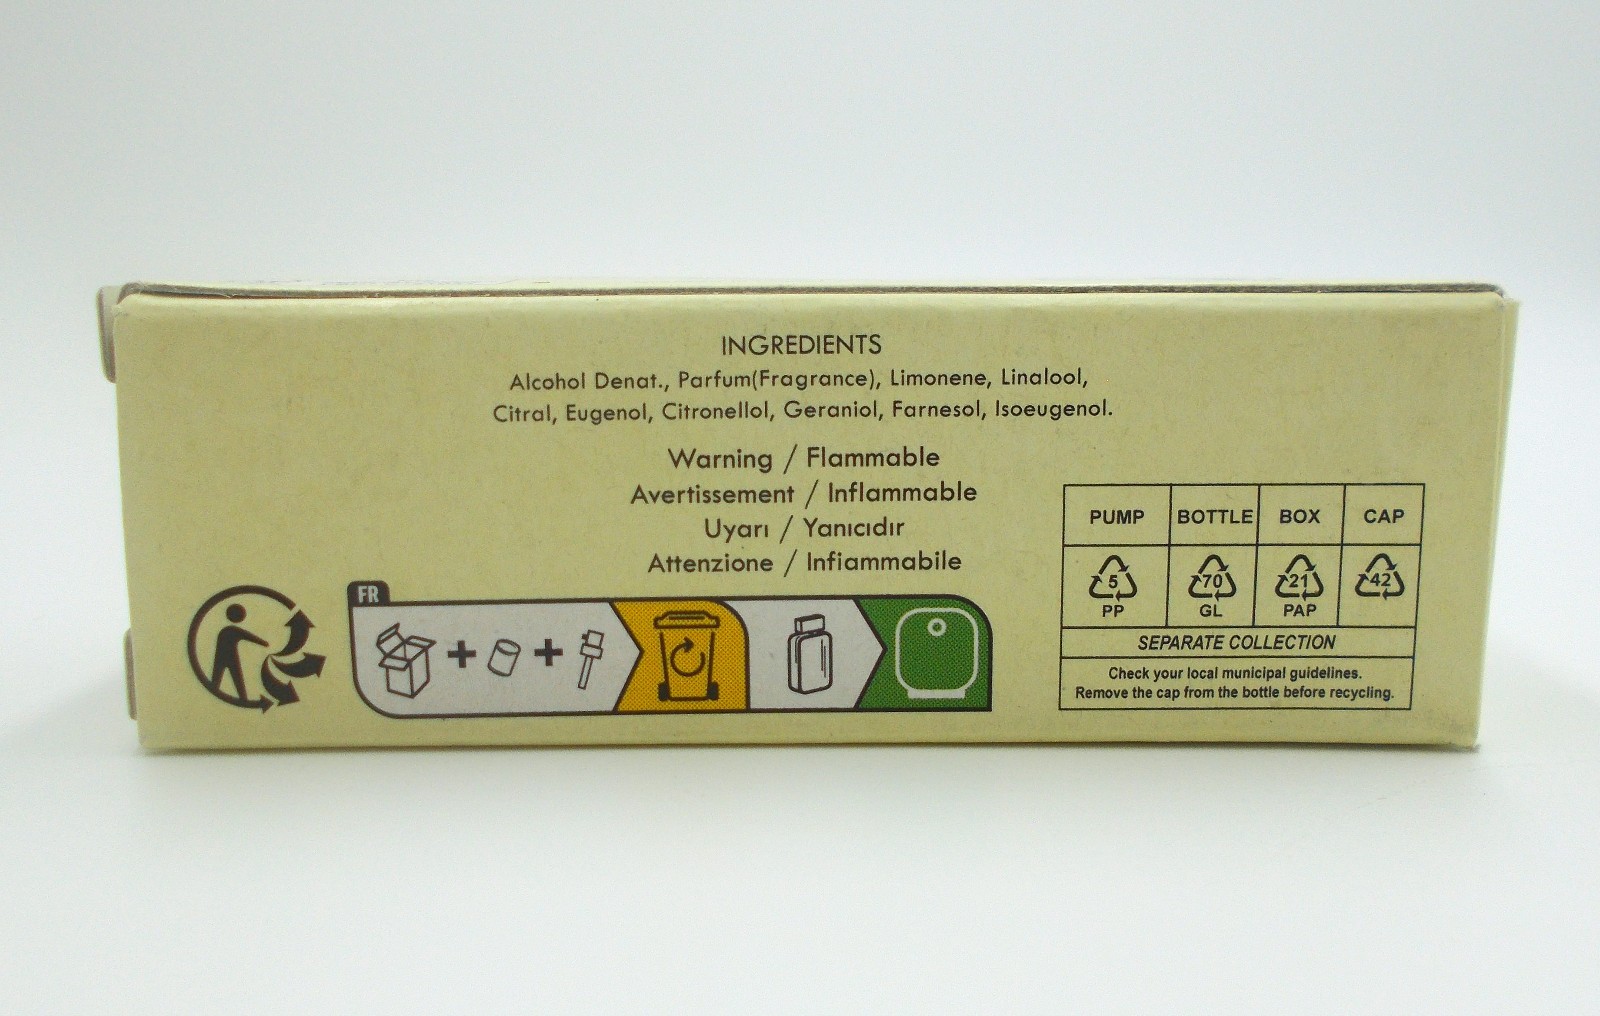 INGREDIENTS
Alcohol Denat., Parfum(Fragrance), Limonene, Linalool,
Citral, Eugenol, Citronellol, Geraniol, Farnesol, Isoeugenol.
Warning / Flammable
Avertissement / Inflammable
Uyarı / Yanıcıdır
Attenzione / Infiammabile
FR
PUMP BOTTLE BOX CAP
5 70 21 42
PP GL PAP
SEPARATE COLLECTION
Check your local municipal guidelines.
Remove the cap from the bottle before recycling.